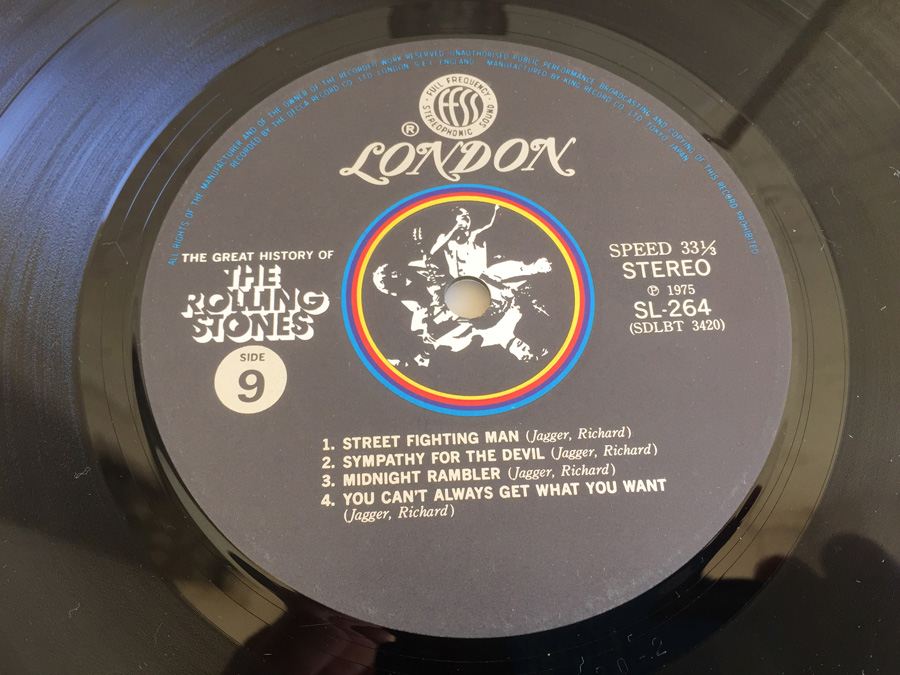 ALL RIGHTS OF THE MANUFACTURER AND OF THE OWNER OF THE RECORDED WORK RESERVED. UNAUTHORISED PUBLIC PERFORMANCE, BROADCASTING AND COPYING OF THIS RECORD PROHIBITED
RECORDED BY THE DECCA RECORD CO. LTD. LONDON S.E.1. ENGLAND MANUFACTURED BY KING RECORD CO. LTD. TOKYO JAPAN
FULL FREQUENCY
FFSS
STEREOPHONIC SOUND
®
LONDON
THE GREAT HISTORY OF
THE
ROLLING
STONES
SIDE
9
SPEED 33⅓
STEREO
℗ 1975
SL-264
(SDLBT 3420)
1. STREET FIGHTING MAN (Jagger, Richard)
2. SYMPATHY FOR THE DEVIL (Jagger, Richard)
3. MIDNIGHT RAMBLER (Jagger, Richard)
4. YOU CAN'T ALWAYS GET WHAT YOU WANT
(Jagger, Richard)